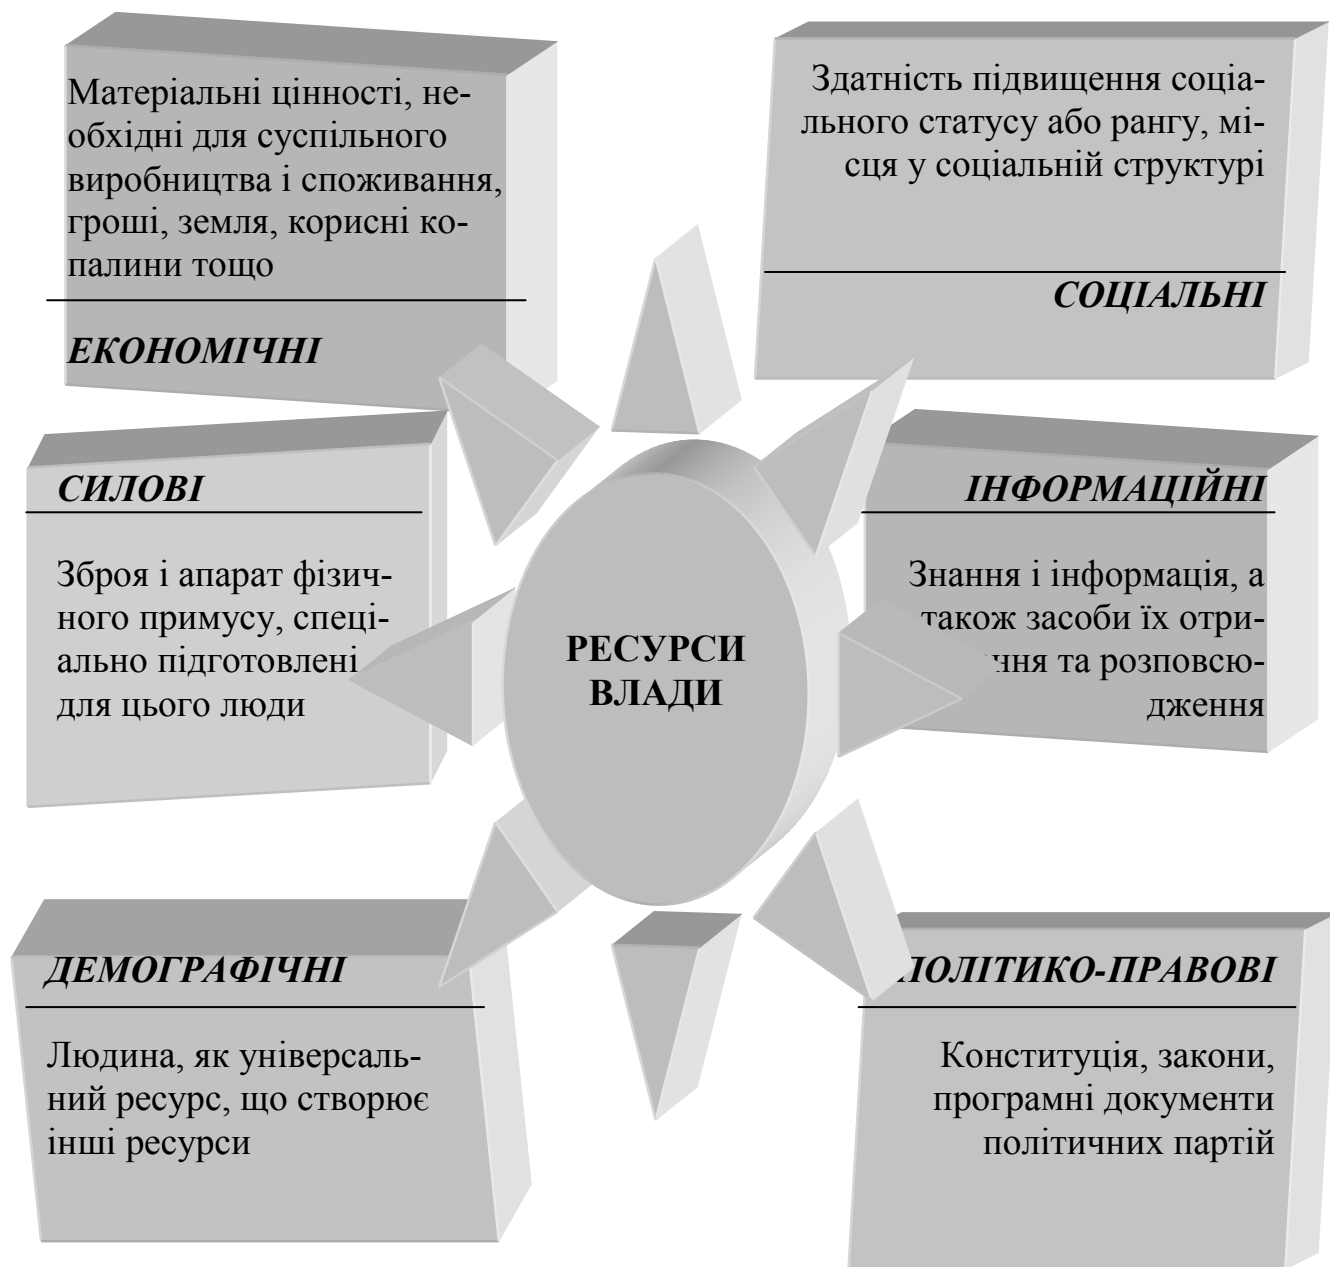 Матеріальні цінності, не-
обхідні для суспільного
виробництва і споживання,
гроші, земля, корисні ко-
палини тощо
ЕКОНОМІЧНІ
Здатність підвищення соціа-
льного статусу або рангу, мі-
сця у соціальній структурі
СОЦІАЛЬНІ
СИЛОВІ
Зброя і апарат фізич-
ного примусу, спеці-
ально підготовлені
для цього люди
РЕСУРСИ
ВЛАДИ
ІНФОРМАЦІЙНІ
Знання і інформація, а
також засоби їх отри-
та розповсю-
дження
ДЕМОГРАФІЧНІ
Людина, як універсаль-
ний ресурс, що створює
інші ресурси
ПОЛІТИКО-ПРАВОВІ
Конституція, закони,
програмні документи
політичних партій